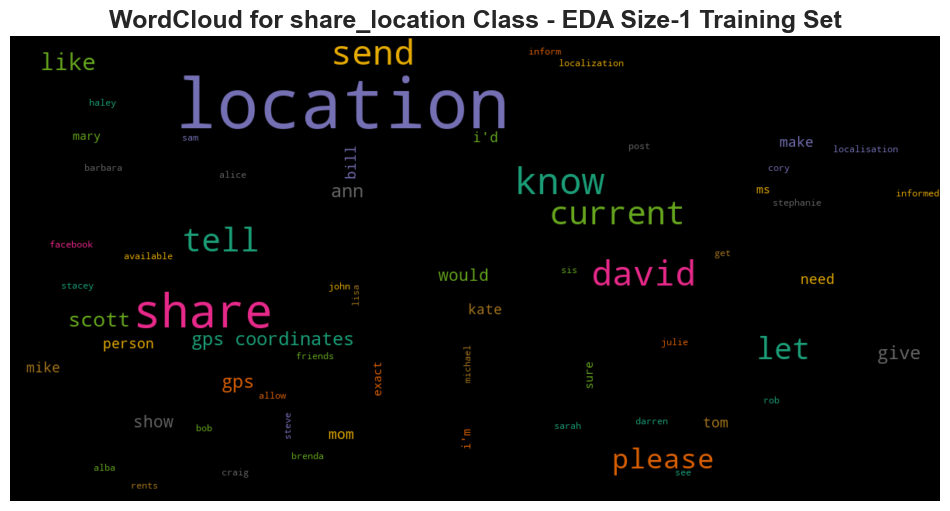 WordCloud for share_location Class - EDA Size-1 Training Set
send
inform
like
localization
location
haley
mary
sam
i'd
make
post
localisation
bill
barbara
alice
cory
know
ann
ms
informed
stephanie
current
tell
facebook
available
get
would
sis
david
need
stacey
john
lisa
share
kate
scott
gps coordinates
person
julie
let
give
friends
mike
michael
gps
exact
sure
allow
rob
show
bob
steve
mom
i'm
sarah
darren
tom
brenda
please
alba
craig
see
rents